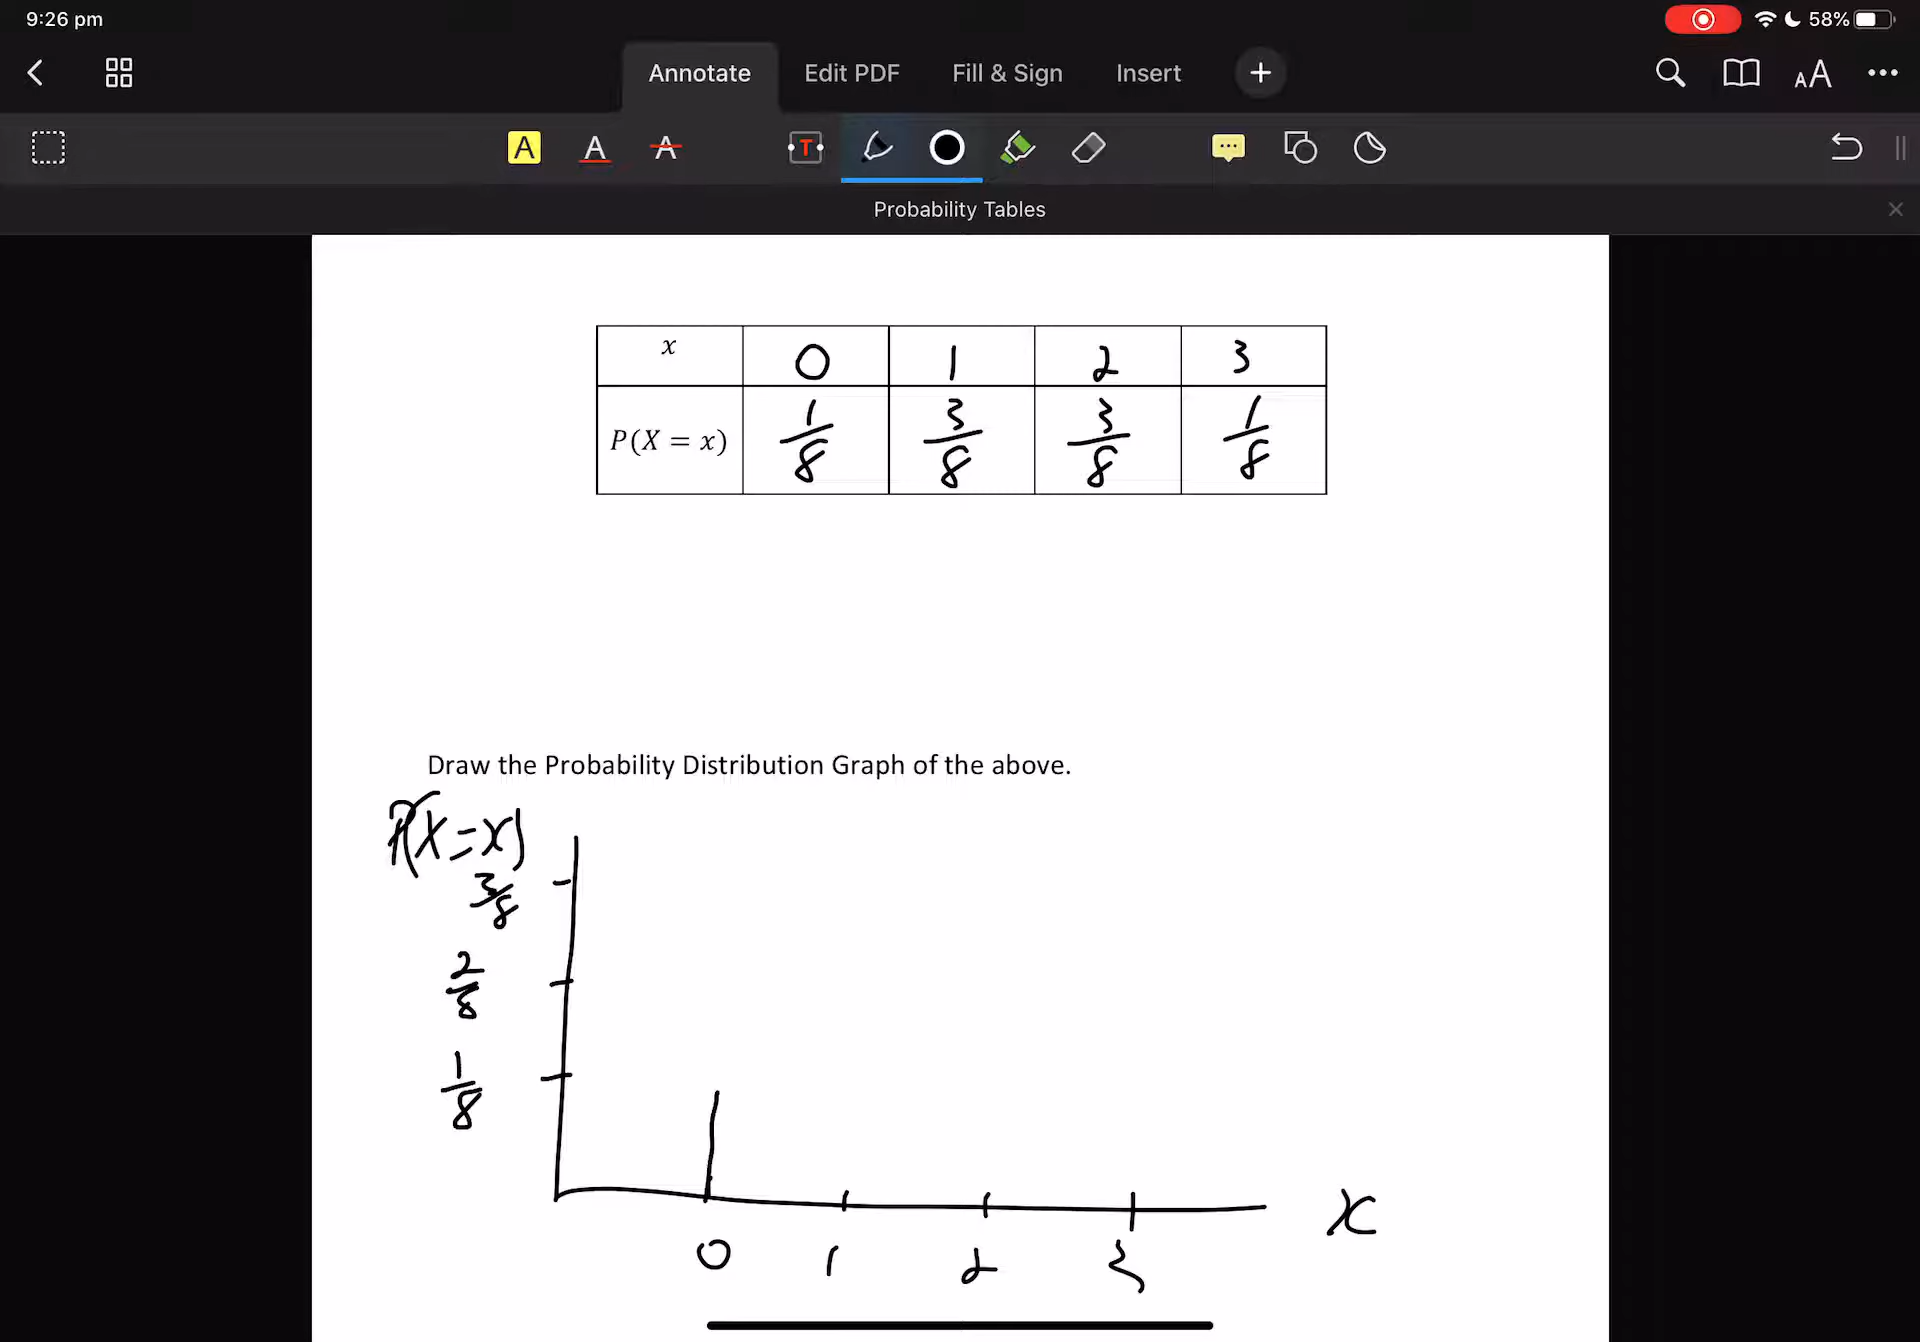 9:26 pm
58%
Annotate Edit PDF Fill & Sign Insert +
AA
A A A T
Probability Tables
x 0 1 2 3
P(X = x) 1/8 3/8 3/8 1/8
Draw the Probability Distribution Graph of the above.
P(X=x)
3/8
2/8
1/8
x
0 1 2 3